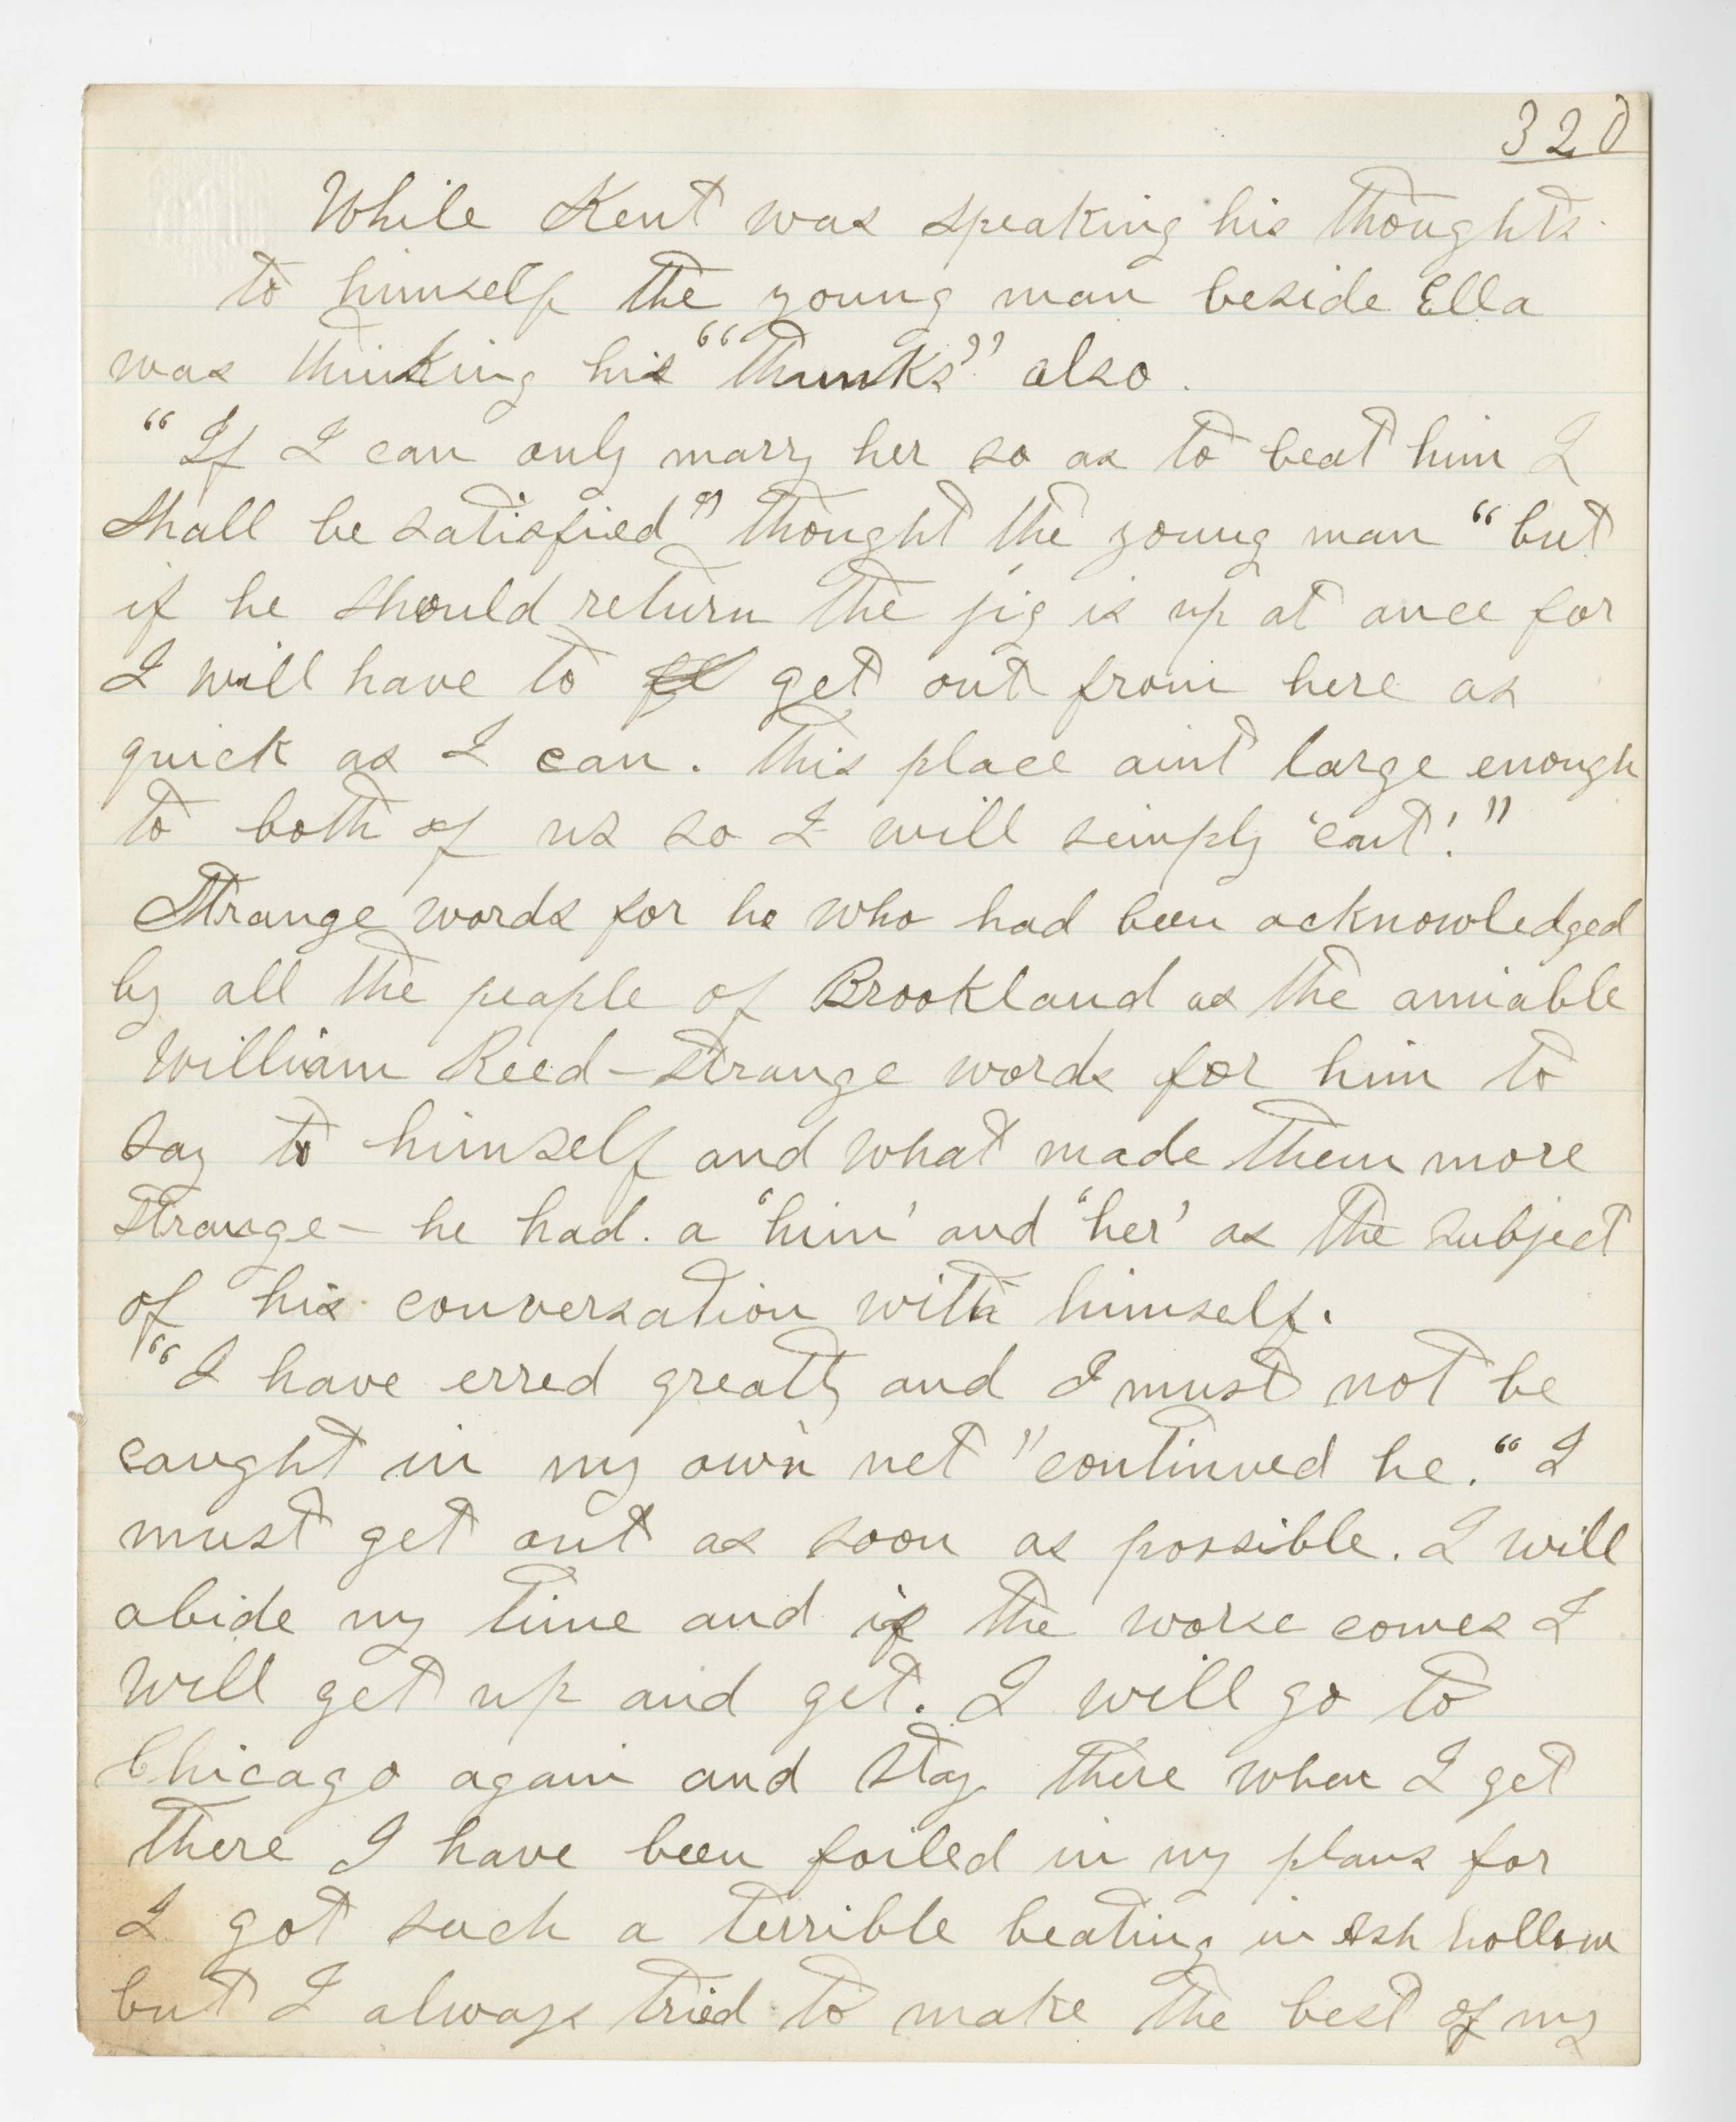 320
While Kent was speaking his thoughts
to himself the young man beside Ella
was thinking his "thunks" also.
"If I can only marry her so as to beat him I
shall be satisfied" thought the young man "but
if he should return the jig is up at once for
I will have to get out from here as
quick as I can. This place aint large enough
to both of us so I will simply 'cut'!"
Strange words for he who had been acknowledged
by all the people of Brookland as the amiable
William Reed – strange words for him to
say to himself and what made them more
strange – he had. a 'him' and 'her' as the subject
of his conversation with himself.
"I have erred greatly and I must not be
caught in my own net" continued he. "I
must get out as soon as possible. I will
abide my time and if the worse comes I
will get up and get. I will go to
Chicago again and stay there when I get
there I have been foiled in my plans for
I got such a terrible beating in Ash hollow
but I always tried to make the best of my